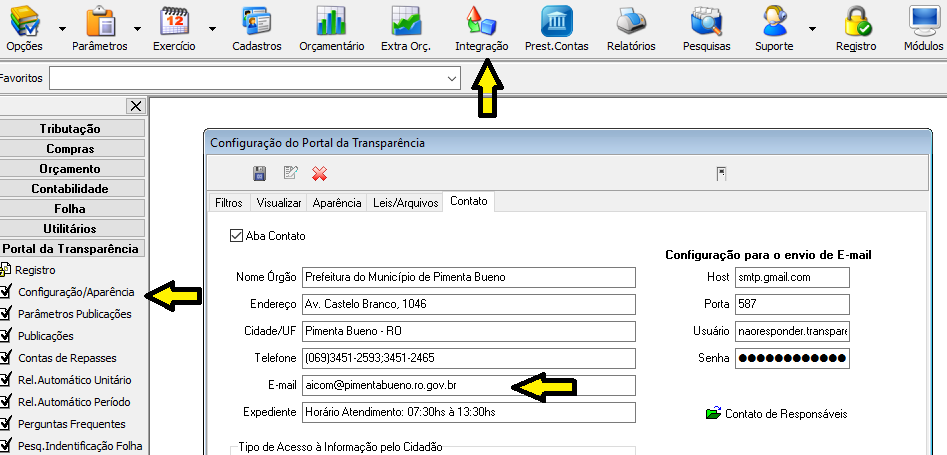 Opções Parâmetros Exercício Cadastros Orçamentário Extra Orç. Integração Prest.Contas Relatórios Pesquisas Suporte Registro Módulos
12
Favoritos
Tributação
Compras
Orçamento
Contabilidade
Folha
Utilitários
Portal da Transparência
Registro
Configuração/Aparência
Parâmetros Publicações
Publicações
Contas de Repasses
Rel.Automático Unitário
Rel.Automático Período
Perguntas Frequentes
Pesq.Indentificação Folha
Configuração do Portal da Transparência
Filtros Visualizar Aparência Leis/Arquivos Contato
Aba Contato
Nome Órgão Prefeitura do Município de Pimenta Bueno
Endereço Av. Castelo Branco, 1046
Cidade/UF Pimenta Bueno - RO
Telefone (069)3451-2593;3451-2465
E-mail aicom@pimentabueno.ro.gov.br
Expediente Horário Atendimento: 07:30hs à 13:30hs
Configuração para o envio de E-mail
Host smtp.gmail.com
Porta 587
Usuário naoresponder.transpare
Senha ●●●●●●●●●●●●
Contato de Responsáveis
Tipo de Acesso à Informação pelo Cidadão